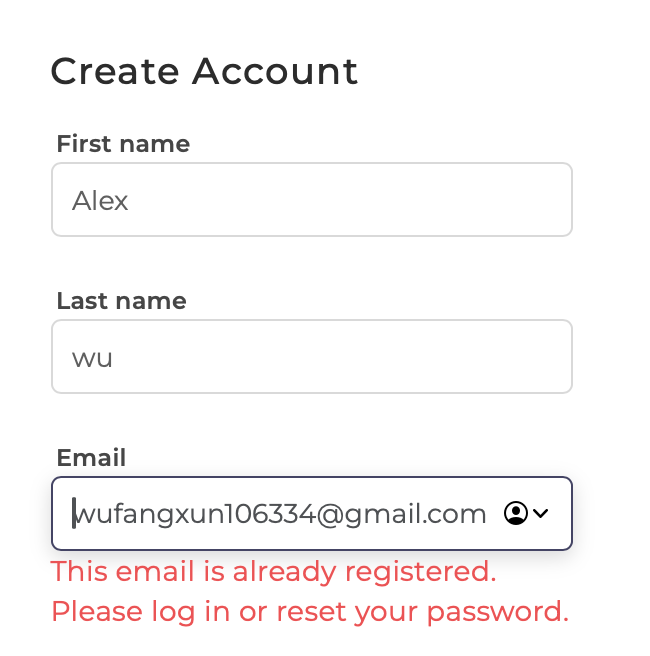 Create Account
First name
Alex
Last name
wu
Email
wufangxun106334@gmail.com
This email is already registered.
Please log in or reset your password.